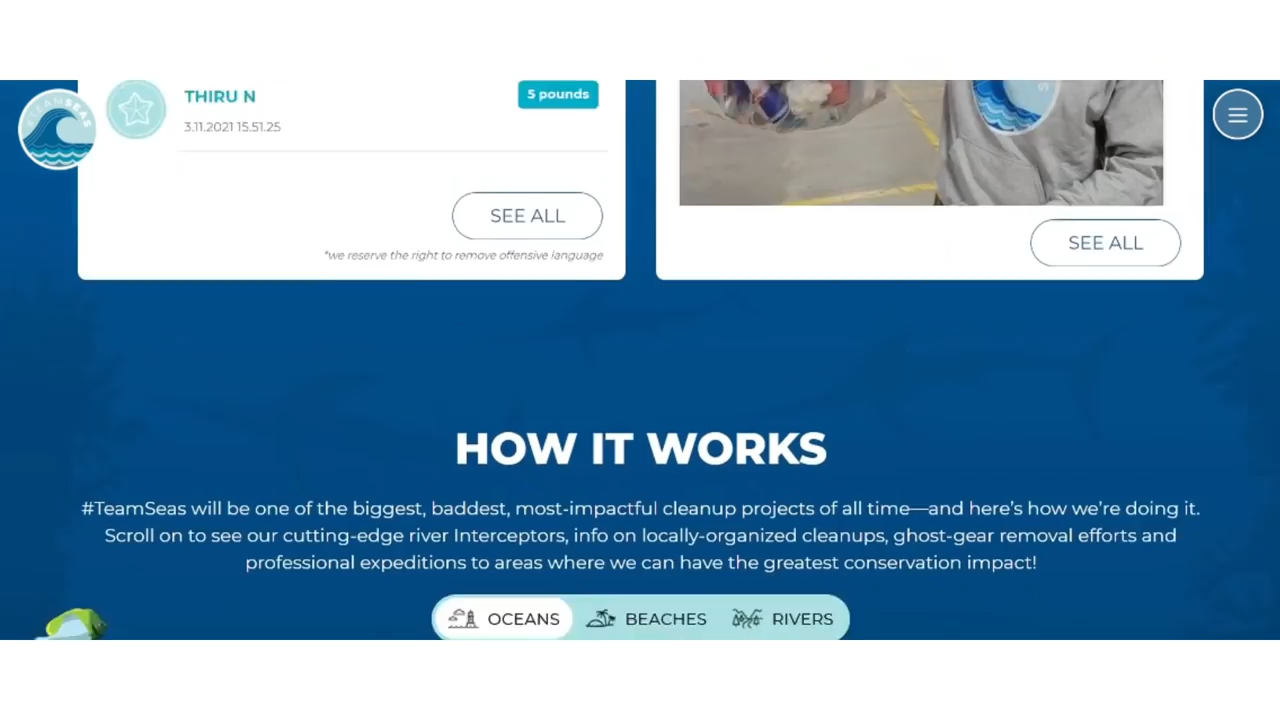 THIRU N
5 pounds
3.11.2021 15.51.25
TEAMSEAS
SEE ALL
SEE ALL
*we reserve the right to remove offensive language
HOW IT WORKS
#TeamSeas will be one of the biggest, baddest, most-impactful cleanup projects of all time—and here's how we're doing it.
Scroll on to see our cutting-edge river Interceptors, info on locally-organized cleanups, ghost-gear removal efforts and
professional expeditions to areas where we can have the greatest conservation impact!
OCEANS
BEACHES
RIVERS